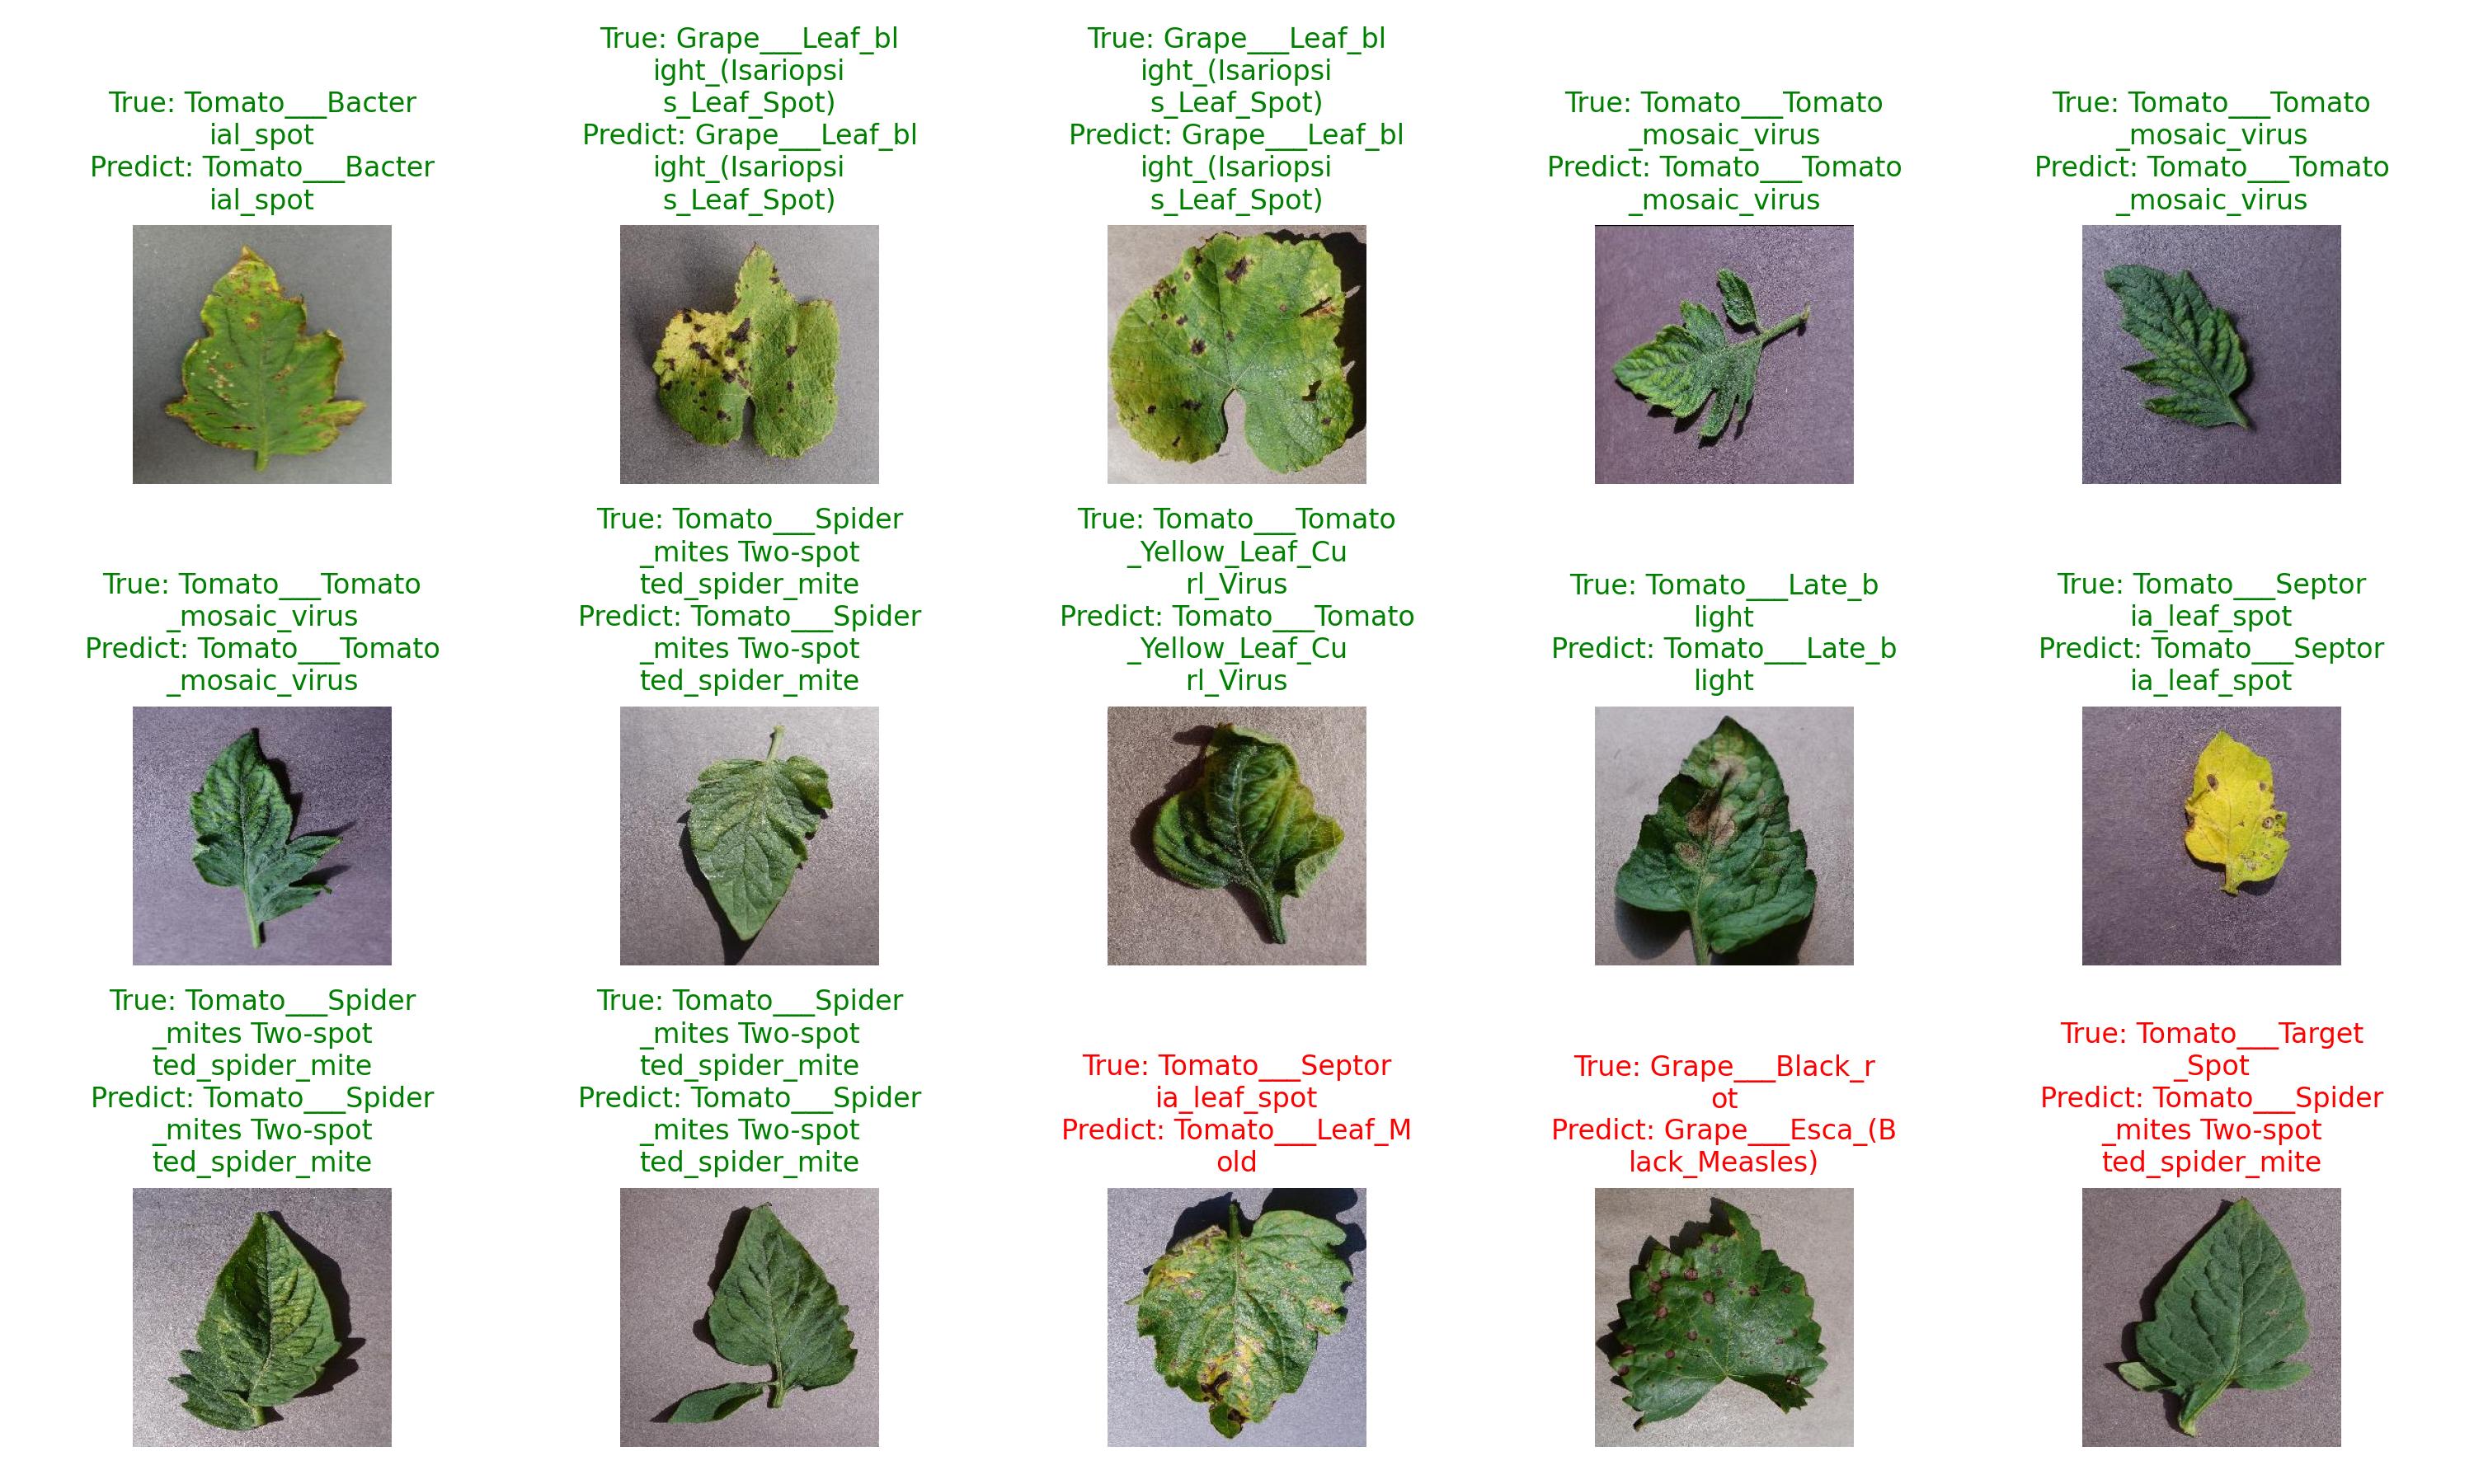 True: Tomato___Bacter
ial_spot
Predict: Tomato___Bacter
ial_spot
True: Grape___Leaf_bl
ight_(Isariopsi
s_Leaf_Spot)
Predict: Grape___Leaf_bl
ight_(Isariopsi
s_Leaf_Spot)
True: Grape___Leaf_bl
ight_(Isariopsi
s_Leaf_Spot)
Predict: Grape___Leaf_bl
ight_(Isariopsi
s_Leaf_Spot)
True: Tomato___Tomato
_mosaic_virus
Predict: Tomato___Tomato
_mosaic_virus
True: Tomato___Tomato
_mosaic_virus
Predict: Tomato___Tomato
_mosaic_virus
True: Tomato___Tomato
_mosaic_virus
Predict: Tomato___Tomato
_mosaic_virus
True: Tomato___Spider
_mites Two-spot
ted_spider_mite
Predict: Tomato___Spider
_mites Two-spot
ted_spider_mite
True: Tomato___Tomato
_Yellow_Leaf_Cu
rl_Virus
Predict: Tomato___Tomato
_Yellow_Leaf_Cu
rl_Virus
True: Tomato___Late_b
light
Predict: Tomato___Late_b
light
True: Tomato___Septor
ia_leaf_spot
Predict: Tomato___Septor
ia_leaf_spot
True: Tomato___Spider
_mites Two-spot
ted_spider_mite
Predict: Tomato___Spider
_mites Two-spot
ted_spider_mite
True: Tomato___Spider
_mites Two-spot
ted_spider_mite
Predict: Tomato___Spider
_mites Two-spot
ted_spider_mite
True: Tomato___Septor
ia_leaf_spot
Predict: Tomato___Leaf_M
old
True: Grape___Black_r
ot
Predict: Grape___Esca_(B
lack_Measles)
True: Tomato___Target
_Spot
Predict: Tomato___Spider
_mites Two-spot
ted_spider_mite